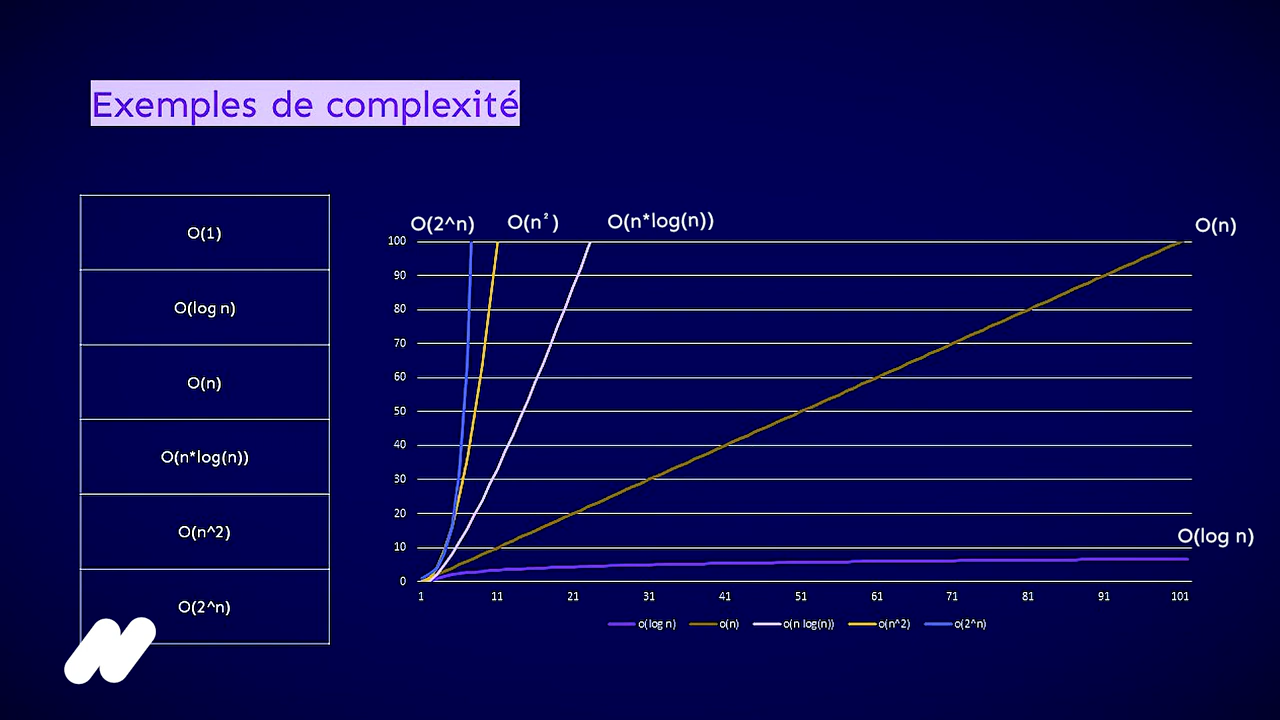 Exemples de complexité
O(1)
O(log n)
O(n)
O(n*log(n))
O(n^2)
O(2^n)
O(2^n)
O(n²)
O(n*log(n))
O(n)
O(log n)
100
90
80
70
60
50
40
30
20
10
0
1 11 21 31 41 51 61 71 81 91 101
o(log n) o(n) o(n log(n)) o(n^2) o(2^n)